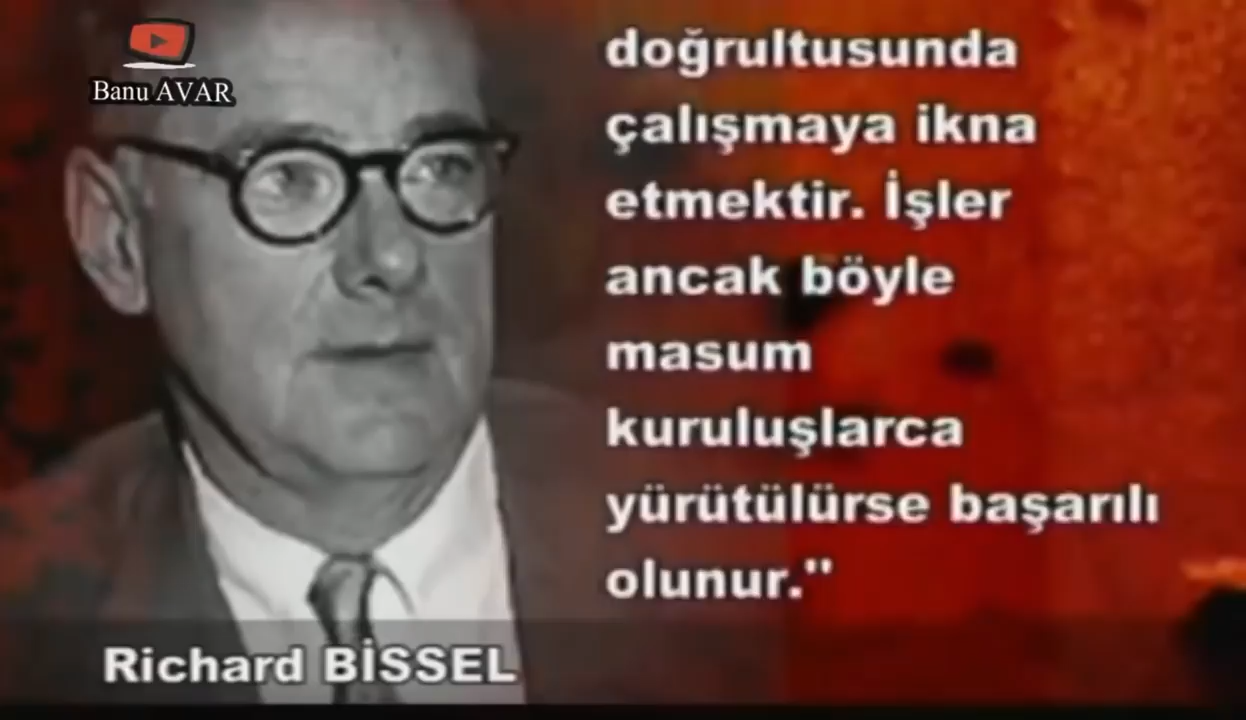 Banu AVAR
doğrultusunda
çalışmaya ikna
etmektir. İşler
ancak böyle
masum
kuruluşlarca
yürütülürse başarılı
olunur."
Richard BİSSEL